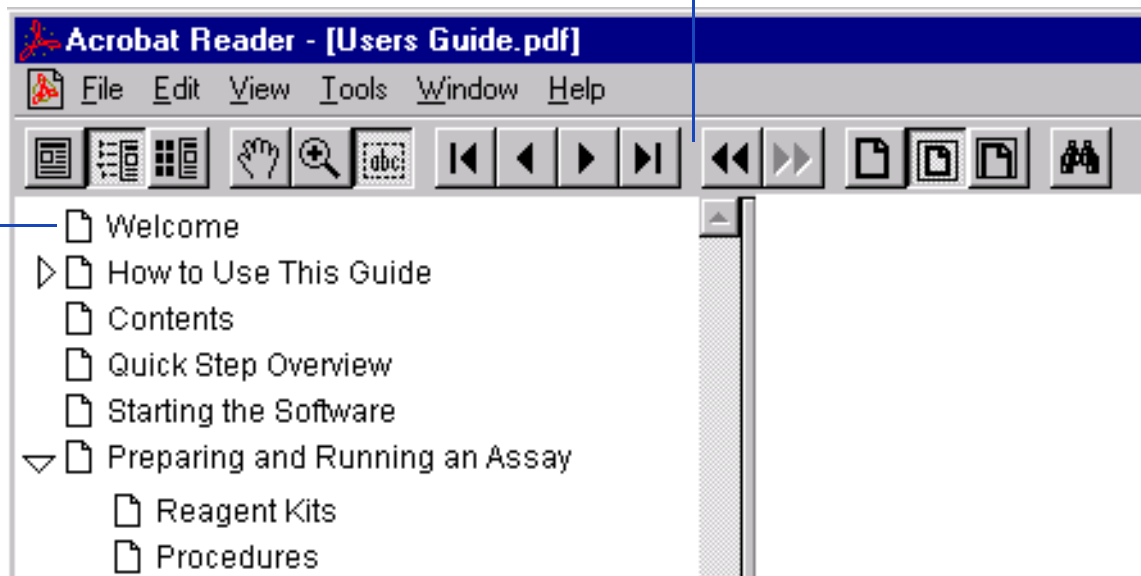 Acrobat Reader - [Users Guide.pdf]
File Edit View Tools Window Help
abc
Welcome
How to Use This Guide
Contents
Quick Step Overview
Starting the Software
Preparing and Running an Assay
Reagent Kits
Procedures